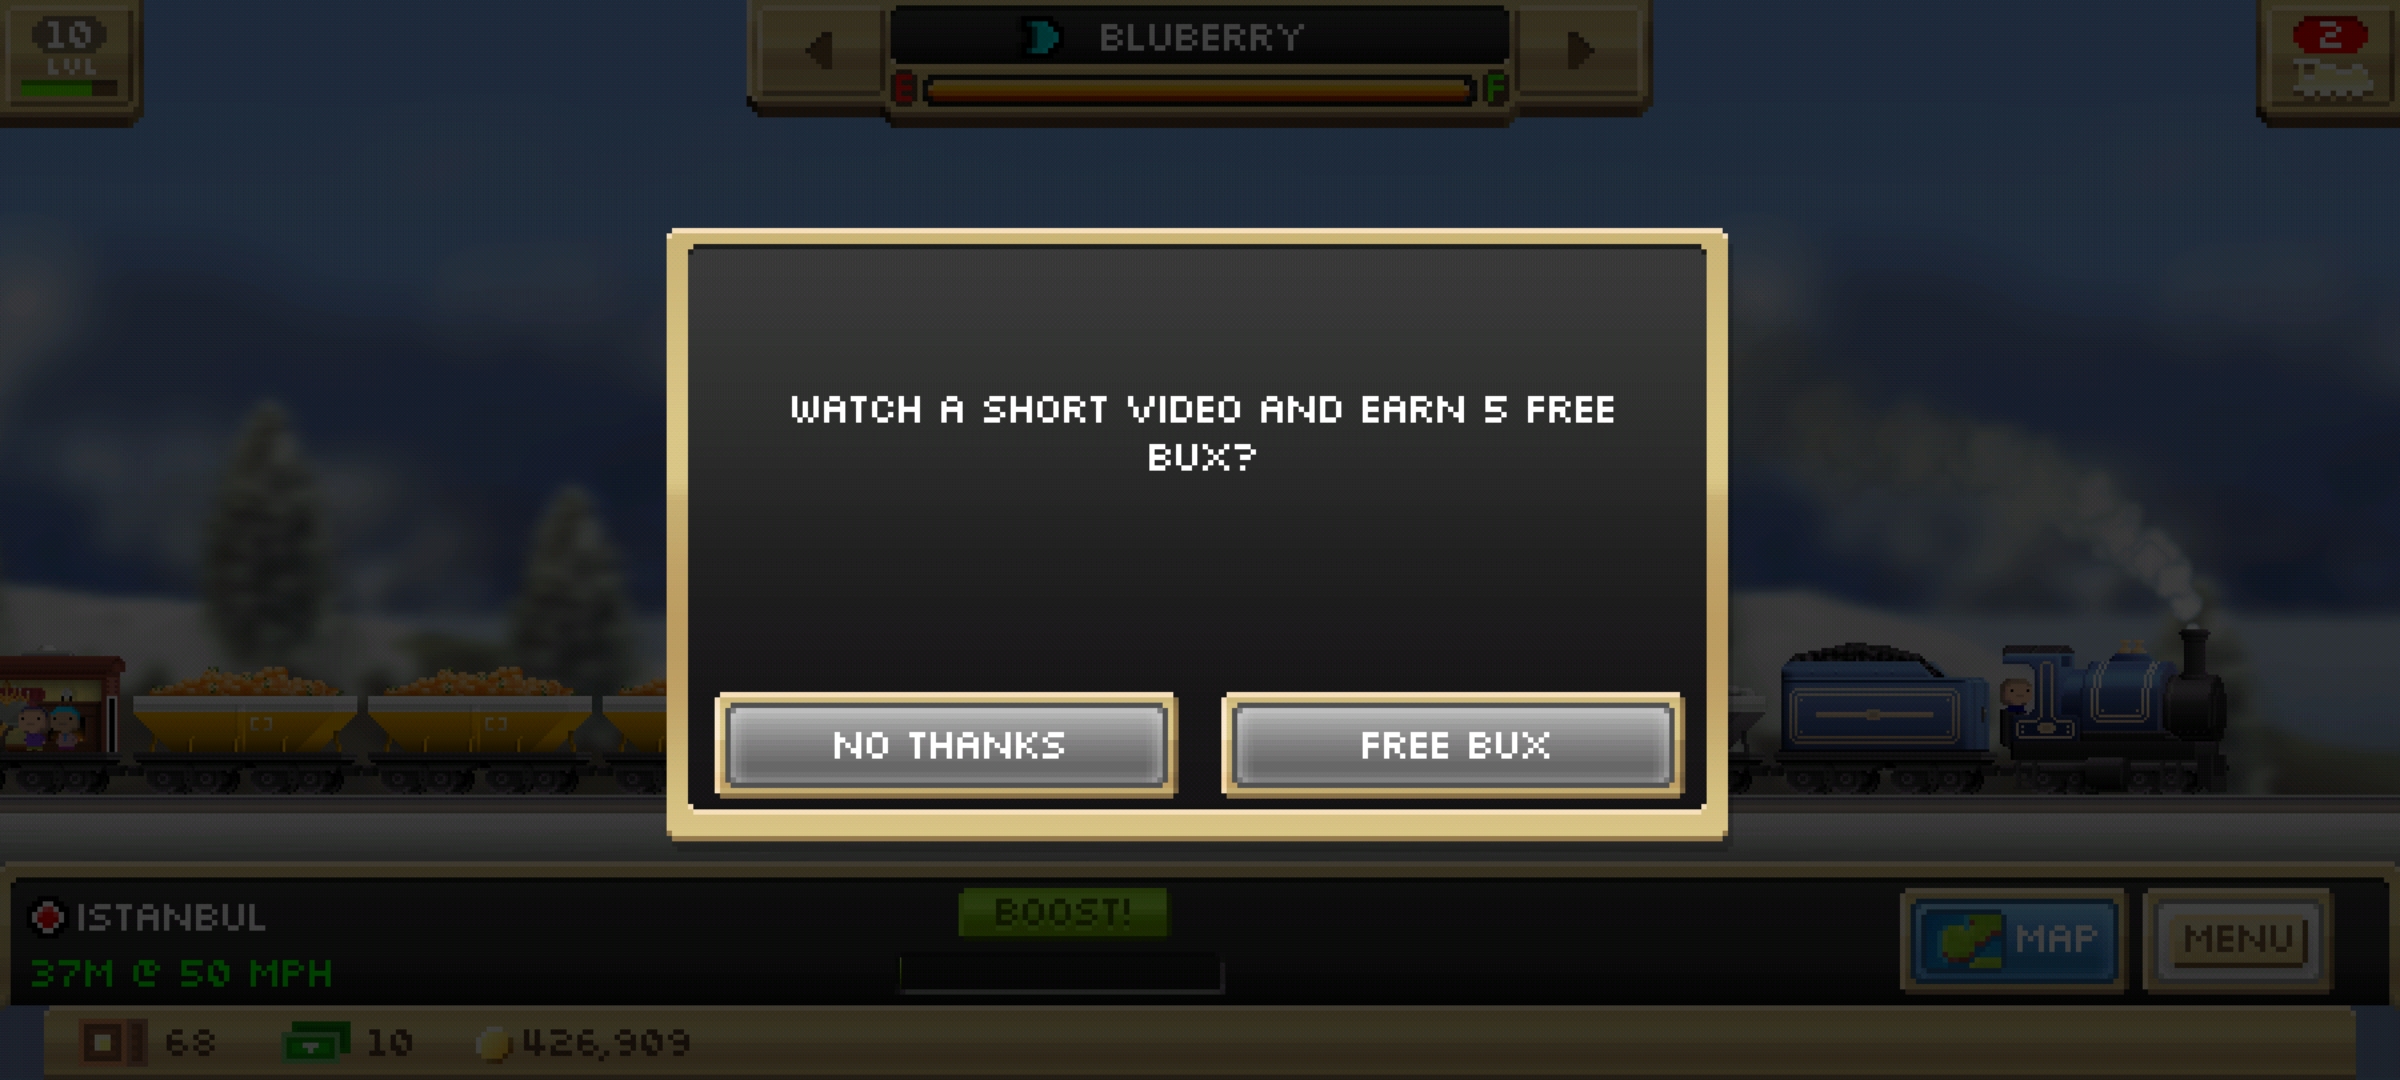 10
LVL
BLUBERRY
E F
2
WATCH A SHORT VIDEO AND EARN 5 FREE
BUX?
NO THANKS
FREE BUX
ISTANBUL
37M @ 50 MPH
BOOST!
MAP
MENU
68
10
426,909